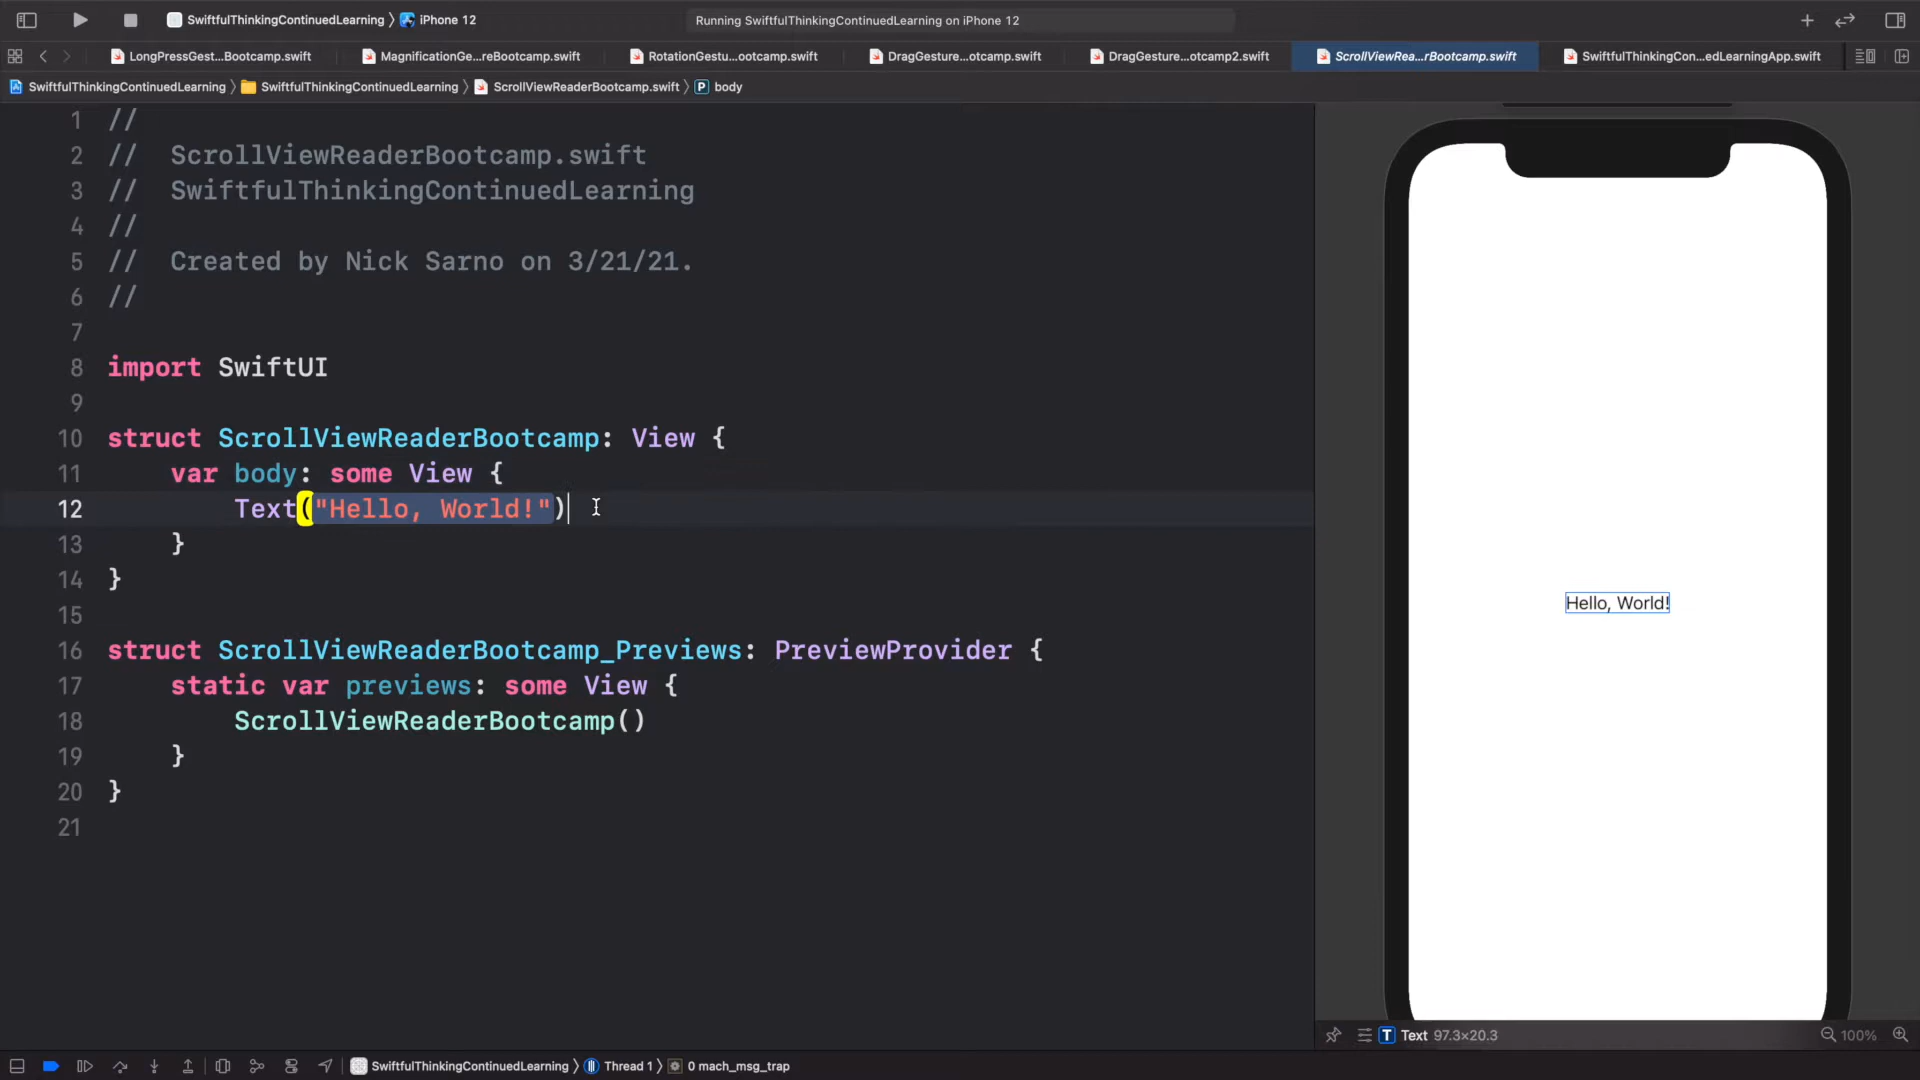 SwiftfulThinkingContinuedLearning 〉 iPhone 12
Running SwiftfulThinkingContinuedLearning on iPhone 12
LongPressGest...Bootcamp.swift
MagnificationGe...reBootcamp.swift
RotationGestu...ootcamp.swift
DragGesture...otcamp.swift
DragGesture...otcamp2.swift
ScrollViewRea...rBootcamp.swift
SwiftfulThinkingCon...edLearningApp.swift
SwiftfulThinkingContinuedLearning 〉 SwiftfulThinkingContinuedLearning 〉 ScrollViewReaderBootcamp.swift 〉 P body
1 //
2 //  ScrollViewReaderBootcamp.swift
3 //  SwiftfulThinkingContinuedLearning
4 //
5 //  Created by Nick Sarno on 3/21/21.
6 //
7
8 import SwiftUI
9
10 struct ScrollViewReaderBootcamp: View {
11     var body: some View {
12         Text("Hello, World!")
13     }
14 }
15
16 struct ScrollViewReaderBootcamp_Previews: PreviewProvider {
17     static var previews: some View {
18         ScrollViewReaderBootcamp()
19     }
20 }
21
Hello, World!
T Text 97.3×20.3
100%
SwiftfulThinkingContinuedLearning 〉 Thread 1 〉 0 mach_msg_trap